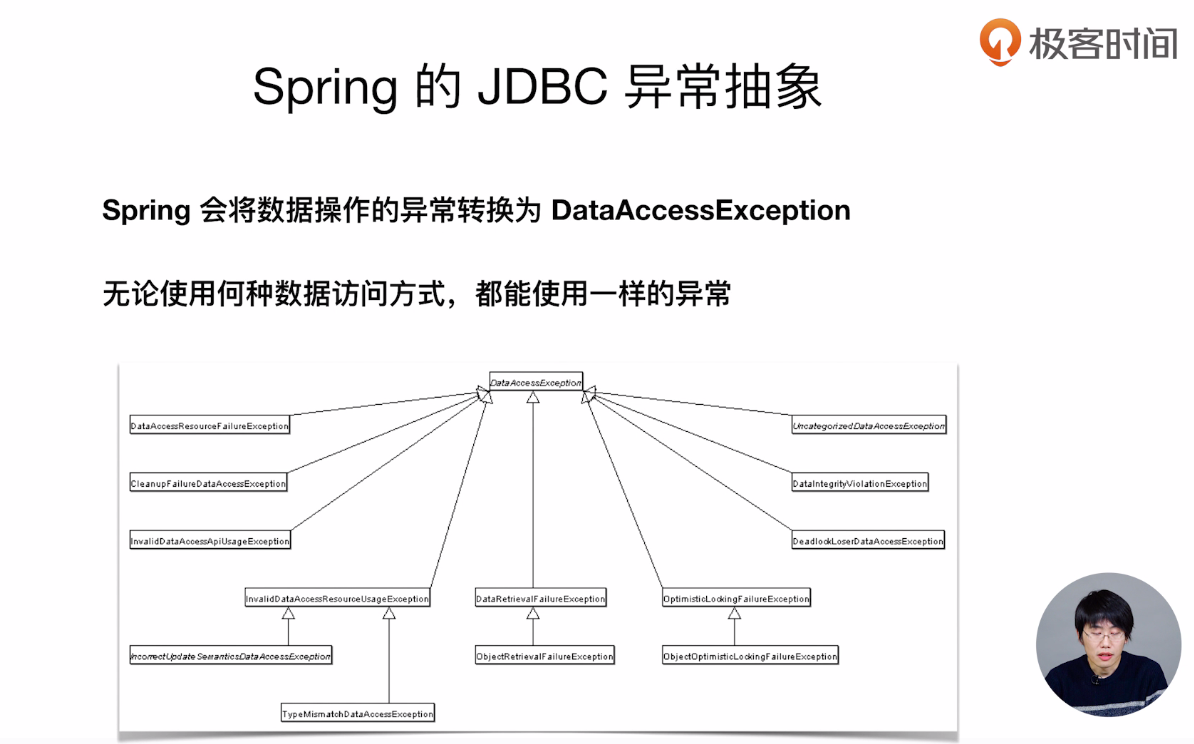 极客时间
Spring 的 JDBC 异常抽象
Spring 会将数据操作的异常转换为 DataAccessException
无论使用何种数据访问方式，都能使用一样的异常
DataAccessException
DataAccessResourceFailureException
UncategorizedDataAccessException
CleanupFailureDataAccessException
DataIntegrityViolationException
InvalidDataAccessApiUsageException
DeadlockLoserDataAccessException
InvalidDataAccessResourceUsageException
DataRetrievalFailureException
OptimisticLockingFailureException
IncorrectUpdateSemanticsDataAccessException
ObjectRetrievalFailureException
ObjectOptimisticLockingFailureException
TypeMismatchDataAccessException